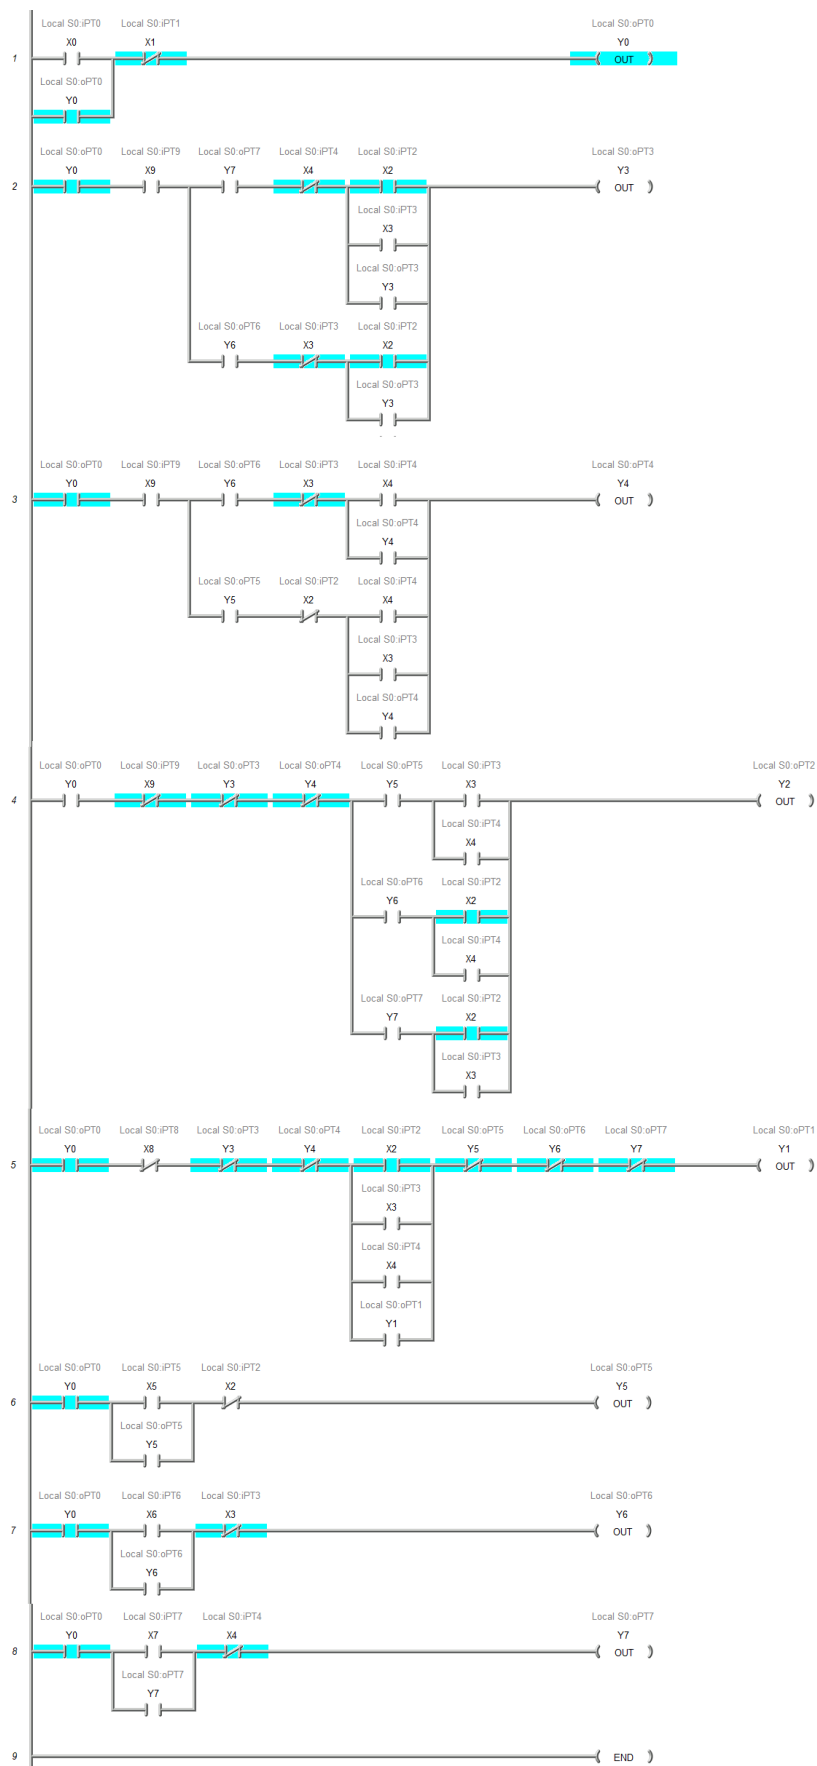 Local S0:iPT0 Local S0:iPT1 Local S0:oPT0
X0 X1 Y0
1 OUT
Local S0:oPT0
Y0
Local S0:oPT0 Local S0:iPT9 Local S0:oPT7 Local S0:iPT4 Local S0:iPT2 Local S0:oPT3
Y0 X9 Y7 X4 X2 Y3
2 OUT
Local S0:iPT3
X3
Local S0:oPT3
Y3
Local S0:oPT6 Local S0:iPT3 Local S0:iPT2
Y6 X3 X2
Local S0:oPT3
Y3
Local S0:oPT0 Local S0:iPT9 Local S0:oPT6 Local S0:iPT3 Local S0:iPT4 Local S0:oPT4
Y0 X9 Y6 X3 X4 Y4
3 OUT
Local S0:oPT4
Y4
Local S0:oPT5 Local S0:iPT2 Local S0:iPT4
Y5 X2 X4
Local S0:iPT3
X3
Local S0:oPT4
Y4
Local S0:oPT0 Local S0:iPT9 Local S0:oPT3 Local S0:oPT4 Local S0:oPT5 Local S0:iPT3 Local S0:oPT2
Y0 X9 Y3 Y4 Y5 X3 Y2
4 OUT
Local S0:iPT4
X4
Local S0:oPT6 Local S0:iPT2
Y6 X2
Local S0:iPT4
X4
Local S0:oPT7 Local S0:iPT2
Y7 X2
Local S0:iPT3
X3
Local S0:oPT0 Local S0:iPT8 Local S0:oPT3 Local S0:oPT4 Local S0:iPT2 Local S0:oPT5 Local S0:oPT6 Local S0:oPT7 Local S0:oPT1
Y0 X8 Y3 Y4 X2 Y5 Y6 Y7 Y1
5 OUT
Local S0:iPT3
X3
Local S0:iPT4
X4
Local S0:oPT1
Y1
Local S0:oPT0 Local S0:iPT5 Local S0:iPT2 Local S0:oPT5
Y0 X5 X2 Y5
6 OUT
Local S0:oPT5
Y5
Local S0:oPT0 Local S0:iPT6 Local S0:iPT3 Local S0:oPT6
Y0 X6 X3 Y6
7 OUT
Local S0:oPT6
Y6
Local S0:oPT0 Local S0:iPT7 Local S0:iPT4 Local S0:oPT7
Y0 X7 X4 Y7
8 OUT
Local S0:oPT7
Y7
9 END